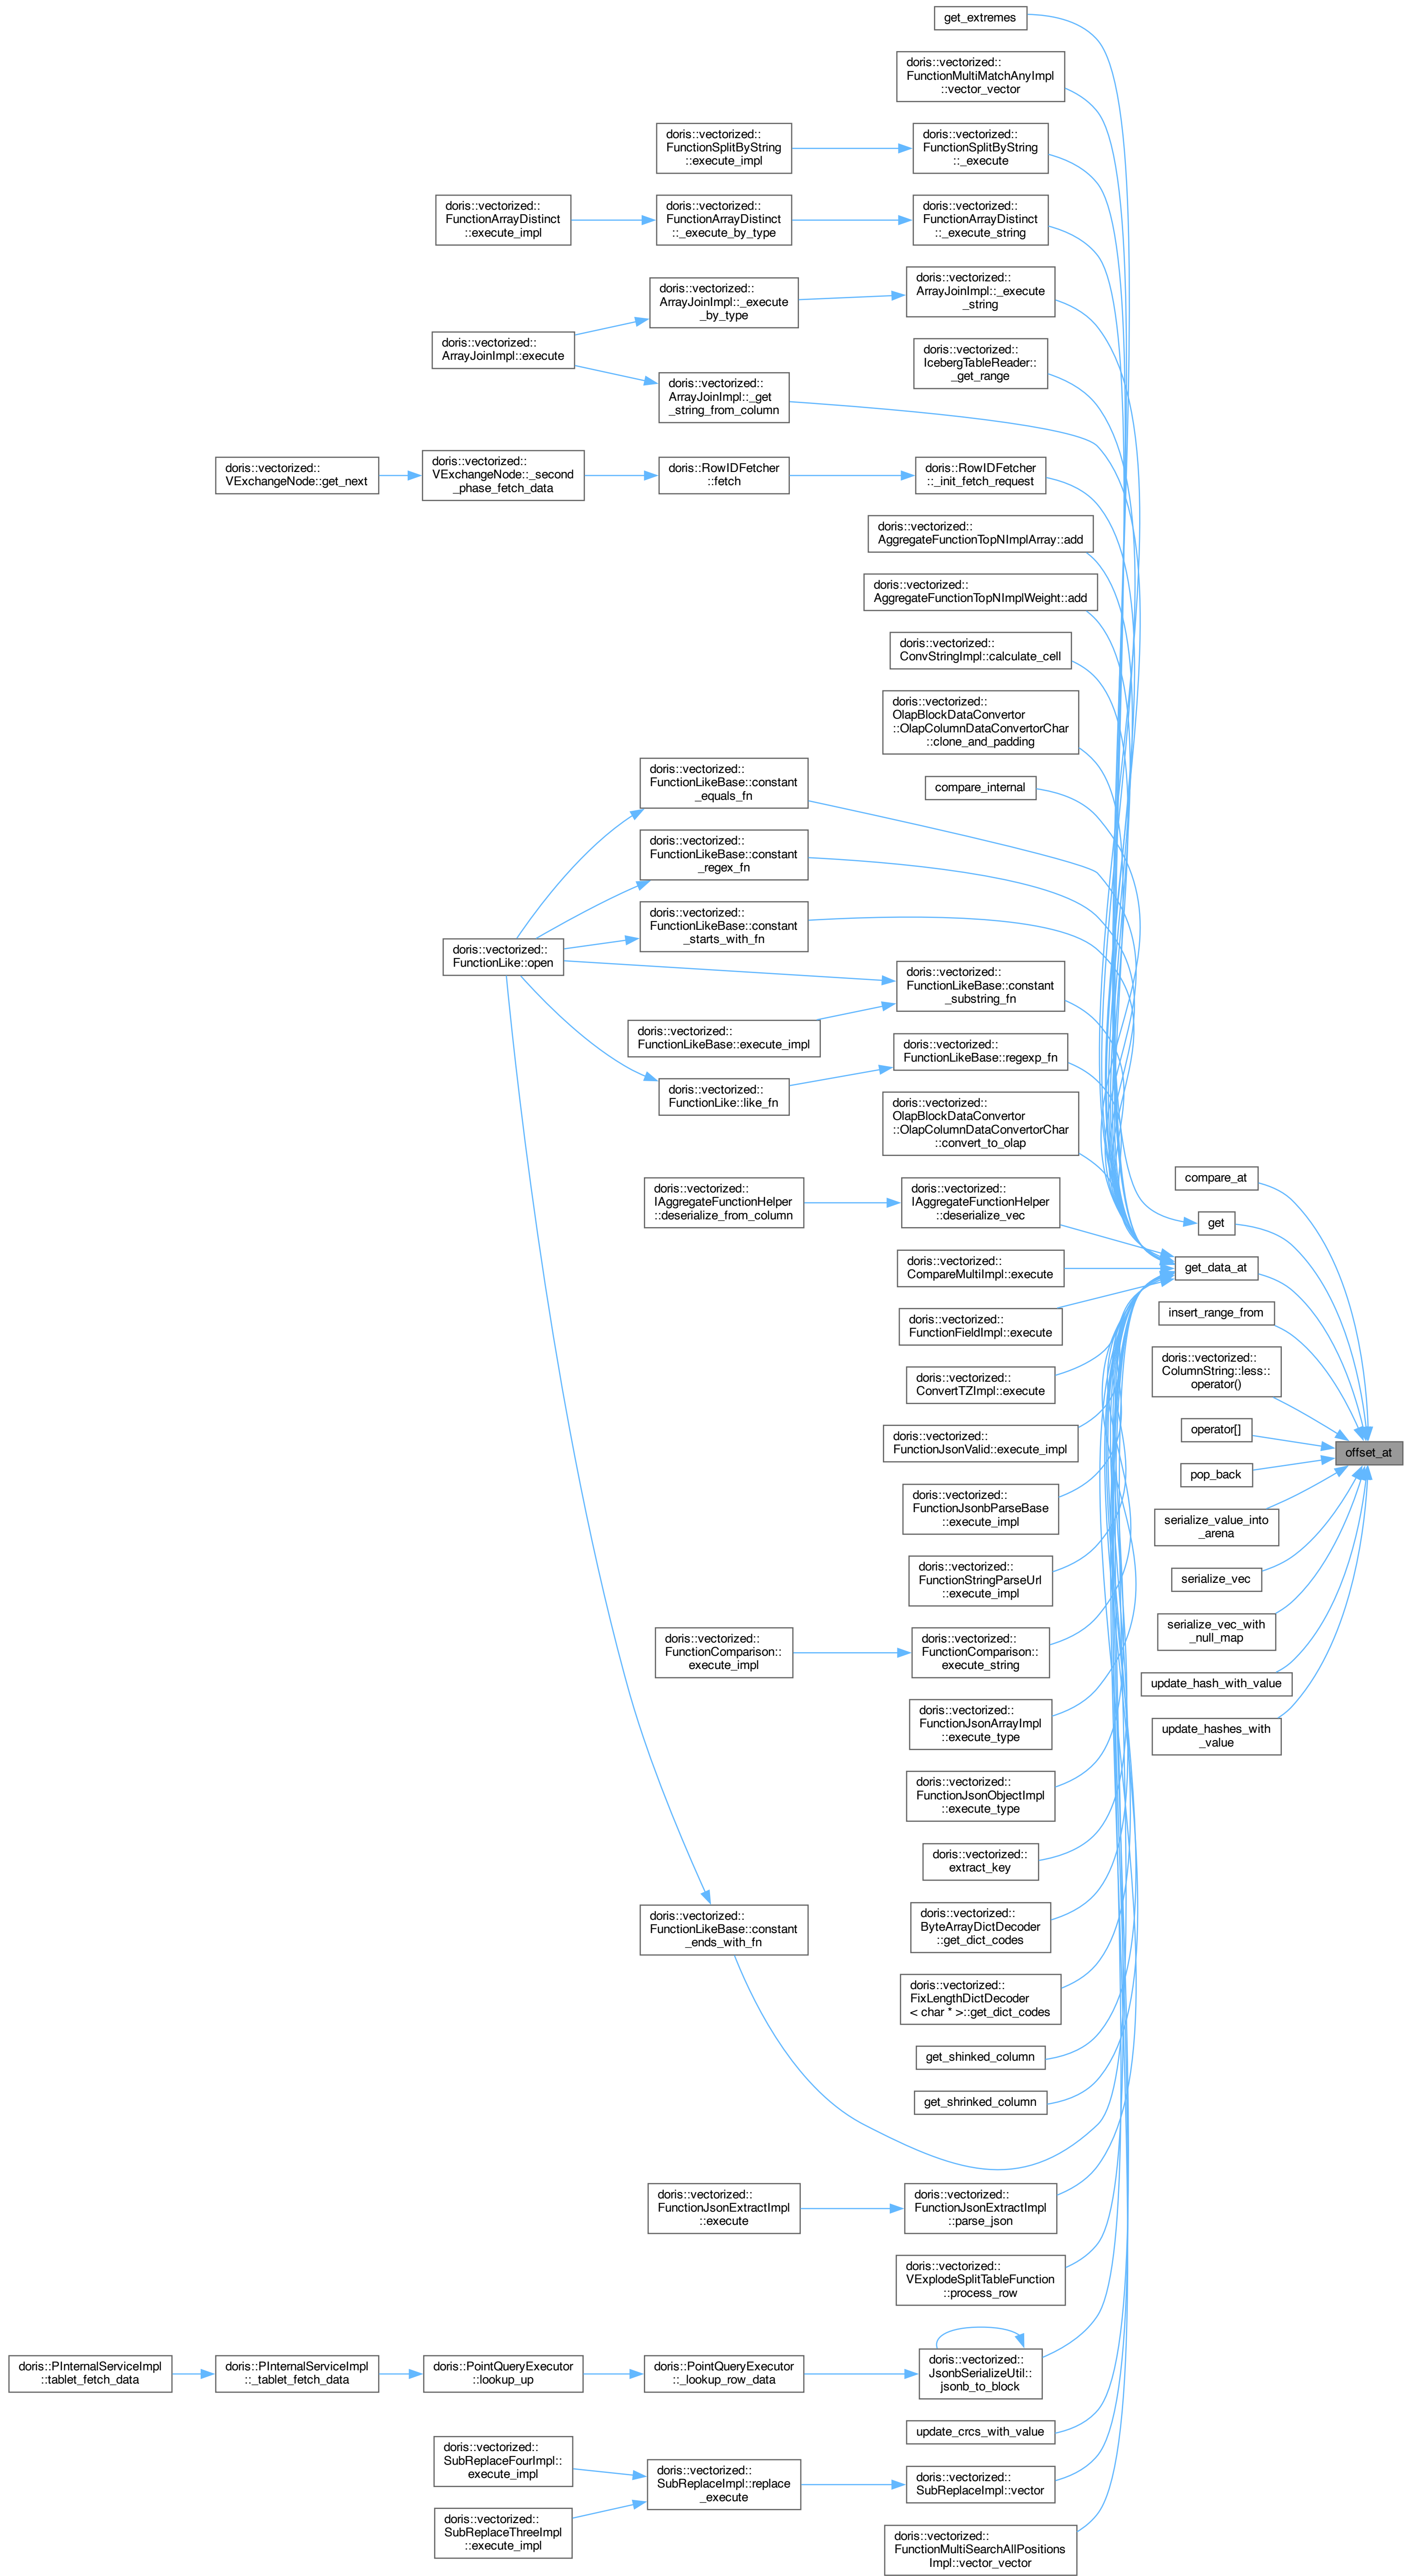 get_extremes
doris::vectorized::
FunctionMultiMatchAnyImpl
::vector_vector
doris::vectorized::
FunctionSplitByString
::execute_impl
doris::vectorized::
FunctionSplitByString
::_execute
doris::vectorized::
FunctionArrayDistinct
::execute_impl
doris::vectorized::
FunctionArrayDistinct
::_execute_by_type
doris::vectorized::
FunctionArrayDistinct
::_execute_string
doris::vectorized::
ArrayJoinImpl::_execute
_by_type
doris::vectorized::
ArrayJoinImpl::_execute
_string
doris::vectorized::
ArrayJoinImpl::execute
doris::vectorized::
IcebergTableReader::
_get_range
doris::vectorized::
ArrayJoinImpl::_get
_string_from_column
doris::vectorized::
VExchangeNode::get_next
doris::vectorized::
VExchangeNode::_second
_phase_fetch_data
doris::RowIDFetcher
::fetch
doris::RowIDFetcher
::_init_fetch_request
doris::vectorized::
AggregateFunctionTopNImplArray::add
doris::vectorized::
AggregateFunctionTopNImplWeight::add
doris::vectorized::
ConvStringImpl::calculate_cell
doris::vectorized::
OlapBlockDataConvertor
::OlapColumnDataConvertorChar
::clone_and_padding
doris::vectorized::
FunctionLikeBase::constant
_equals_fn
compare_internal
doris::vectorized::
FunctionLikeBase::constant
_regex_fn
doris::vectorized::
FunctionLikeBase::constant
_starts_with_fn
doris::vectorized::
FunctionLike::open
doris::vectorized::
FunctionLikeBase::constant
_substring_fn
doris::vectorized::
FunctionLikeBase::execute_impl
doris::vectorized::
FunctionLikeBase::regexp_fn
doris::vectorized::
FunctionLike::like_fn
doris::vectorized::
OlapBlockDataConvertor
::OlapColumnDataConvertorChar
::convert_to_olap
compare_at
doris::vectorized::
IAggregateFunctionHelper
::deserialize_from_column
doris::vectorized::
IAggregateFunctionHelper
::deserialize_vec
get
doris::vectorized::
CompareMultiImpl::execute
get_data_at
doris::vectorized::
FunctionFieldImpl::execute
insert_range_from
doris::vectorized::
ConvertTZImpl::execute
doris::vectorized::
ColumnString::less::
operator()
doris::vectorized::
FunctionJsonValid::execute_impl
operator[]
offset_at
pop_back
doris::vectorized::
FunctionJsonbParseBase
::execute_impl
serialize_value_into
_arena
doris::vectorized::
FunctionStringParseUrl
::execute_impl
serialize_vec
doris::vectorized::
FunctionComparison::
execute_impl
doris::vectorized::
FunctionComparison::
execute_string
serialize_vec_with
_null_map
update_hash_with_value
doris::vectorized::
FunctionJsonArrayImpl
::execute_type
update_hashes_with
_value
doris::vectorized::
FunctionJsonObjectImpl
::execute_type
doris::vectorized::
extract_key
doris::vectorized::
FunctionLikeBase::constant
_ends_with_fn
doris::vectorized::
ByteArrayDictDecoder
::get_dict_codes
doris::vectorized::
FixLengthDictDecoder
< char * >::get_dict_codes
get_shinked_column
get_shrinked_column
doris::vectorized::
FunctionJsonExtractImpl
::execute
doris::vectorized::
FunctionJsonExtractImpl
::parse_json
doris::vectorized::
VExplodeSplitTableFunction
::process_row
doris::PInternalServiceImpl
::tablet_fetch_data
doris::PInternalServiceImpl
::_tablet_fetch_data
doris::PointQueryExecutor
::lookup_up
doris::PointQueryExecutor
::_lookup_row_data
doris::vectorized::
JsonbSerializeUtil::
jsonb_to_block
update_crcs_with_value
doris::vectorized::
SubReplaceFourImpl::
execute_impl
doris::vectorized::
SubReplaceImpl::replace
_execute
doris::vectorized::
SubReplaceImpl::vector
doris::vectorized::
SubReplaceThreeImpl
::execute_impl
doris::vectorized::
FunctionMultiSearchAllPositions
Impl::vector_vector